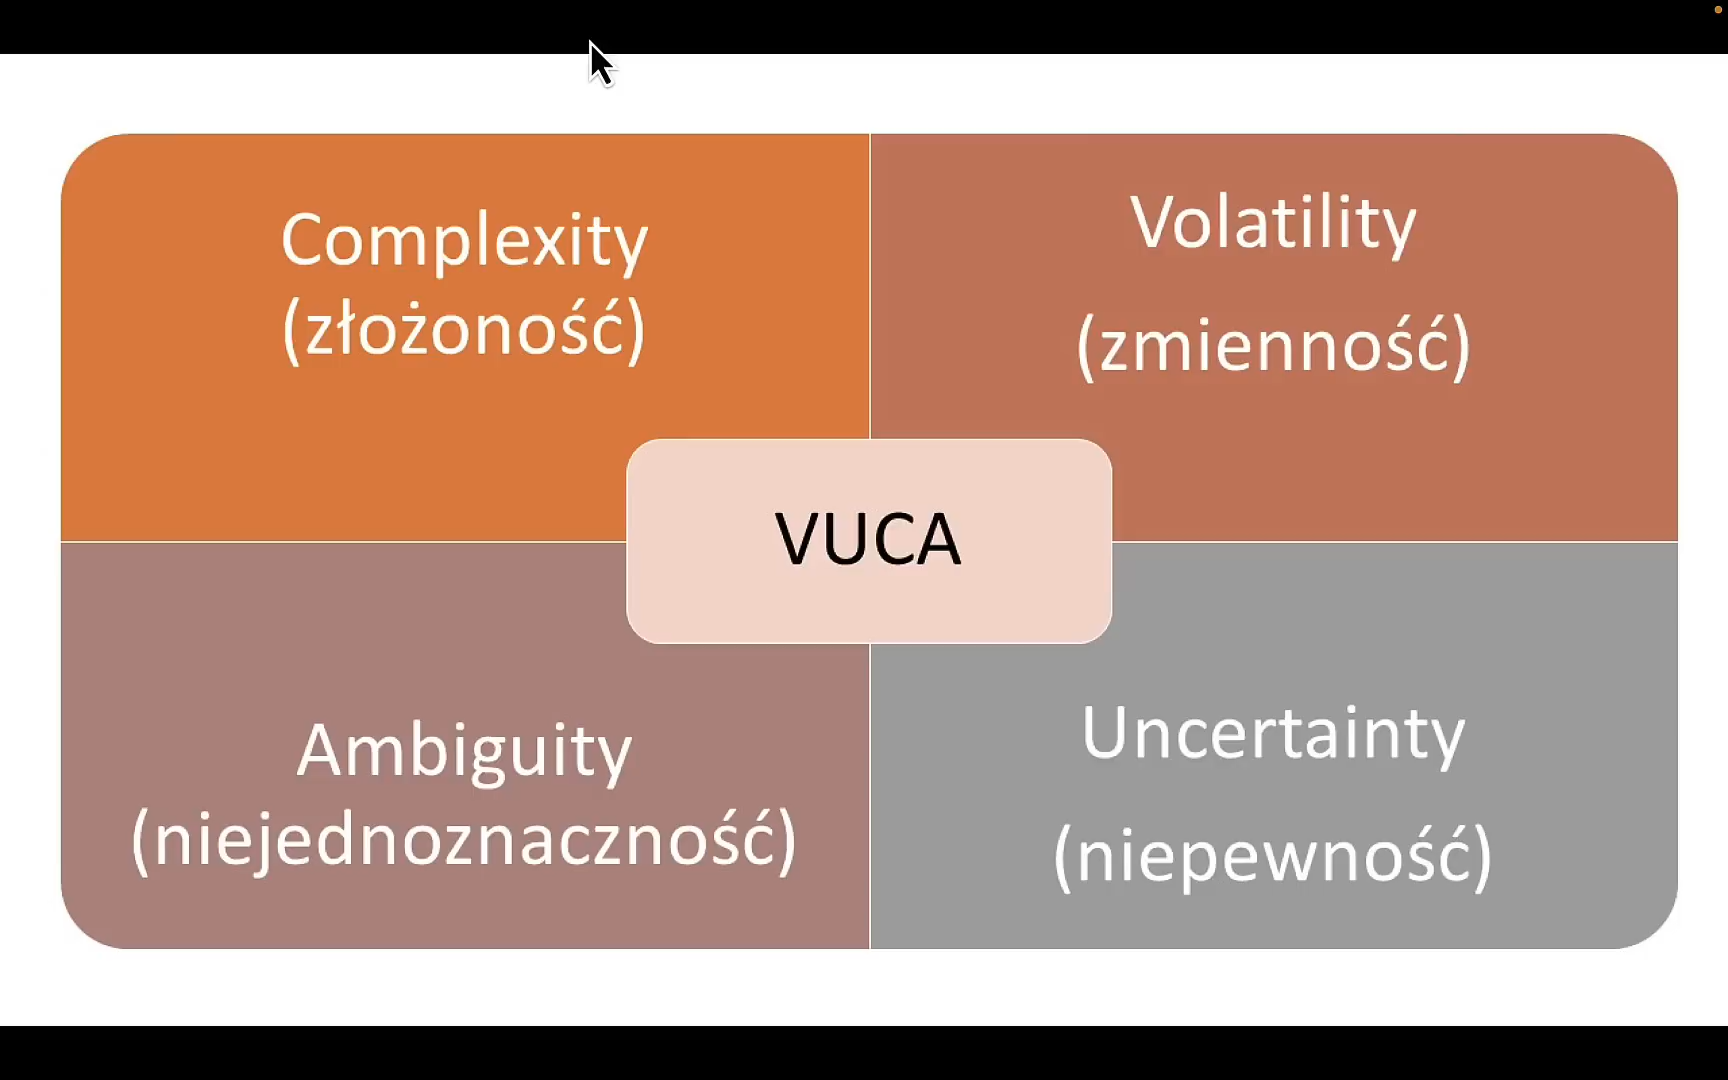 Complexity
(złożoność)
Volatility
(zmienność)
VUCA
Ambiguity
(niejednoznaczność)
Uncertainty
(niepewność)